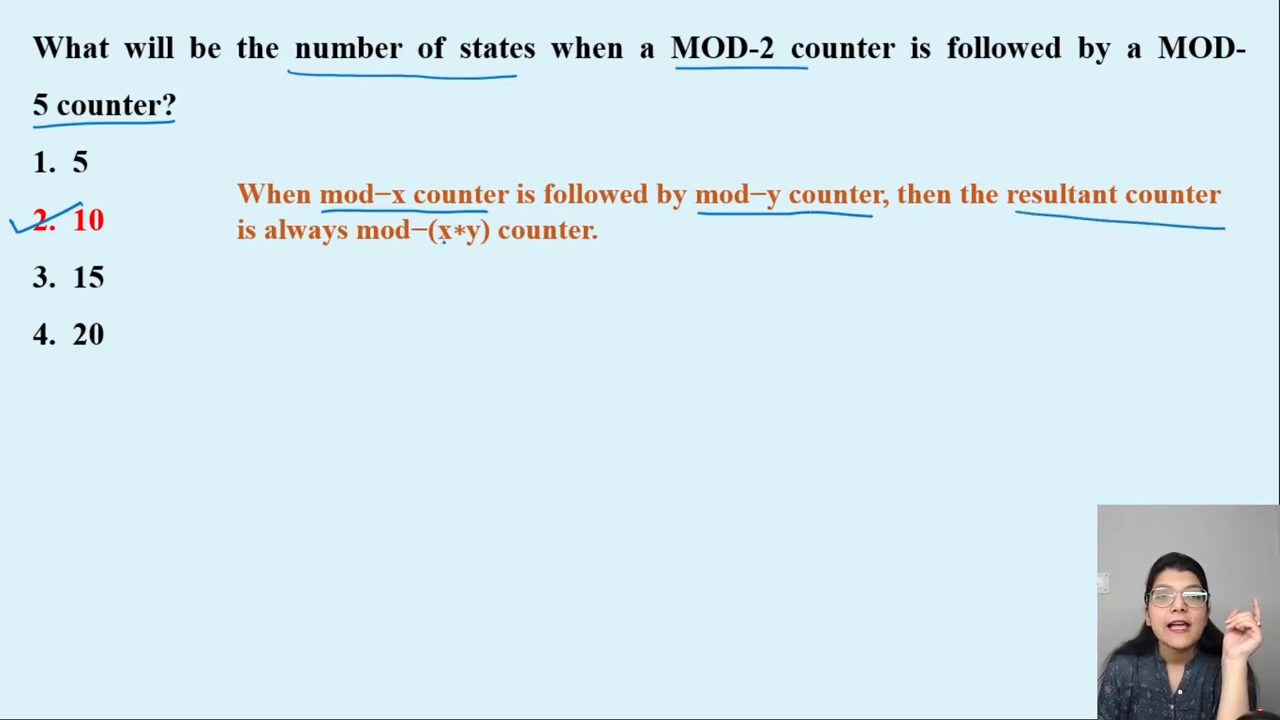 What will be the number of states when a MOD-2 counter is followed by a MOD-
5 counter?
1. 5
2. 10
3. 15
4. 20
When mod−x counter is followed by mod−y counter, then the resultant counter
is always mod−(x*y) counter.